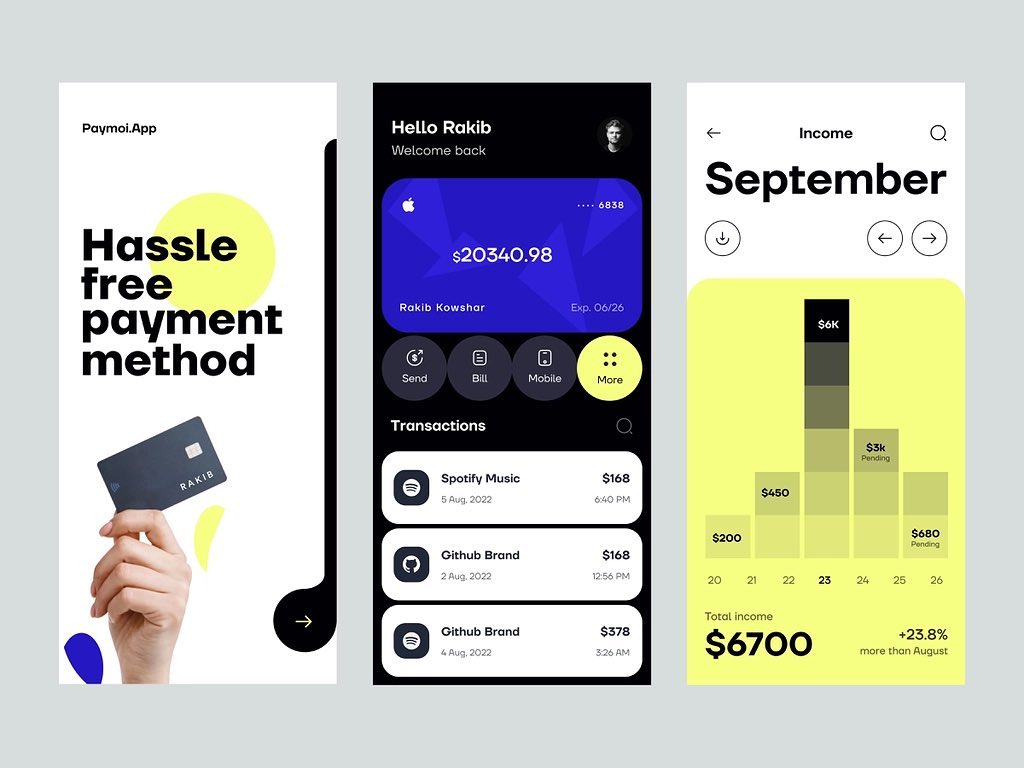 Paymoi.App
Hassle
free
payment
method
RAKIB
Hello Rakib
Welcome back
···· 6838
$20340.98
Rakib Kowshar
Exp. 06/26
Send
Bill
Mobile
More
Transactions
Spotify Music
$168
5 Aug, 2022
6:40 PM
Github Brand
$168
2 Aug, 2022
12:56 PM
Github Brand
$378
4 Aug, 2022
3:26 AM
Income
September
$6K
$3k
Pending
$450
$200
$680
Pending
20 21 22 23 24 25 26
Total income
$6700
+23.8%
more than August